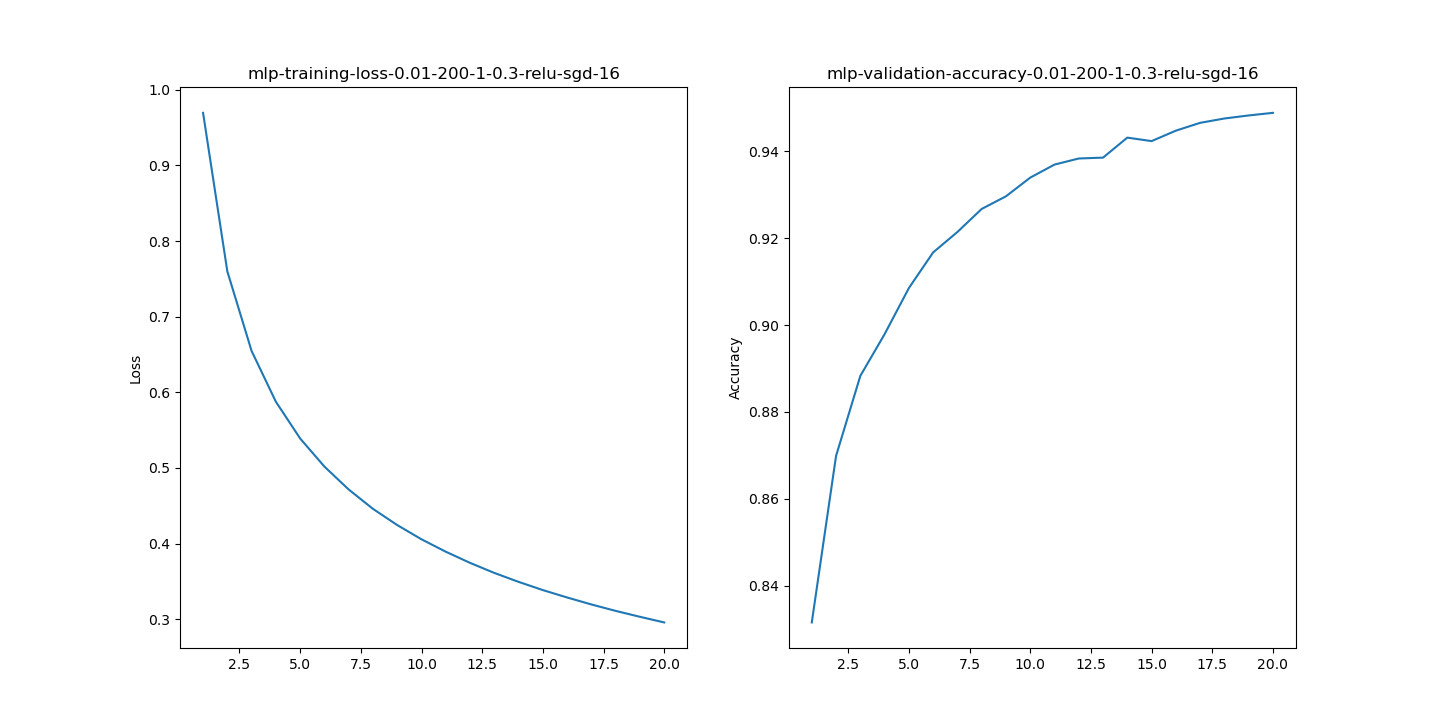 mlp-training-loss-0.01-200-1-0.3-relu-sgd-16
1.0
0.9
0.8
0.7
0.6
0.5
0.4
0.3
Loss
2.5 5.0 7.5 10.0 12.5 15.0 17.5 20.0
mlp-validation-accuracy-0.01-200-1-0.3-relu-sgd-16
0.94
0.92
0.90
0.88
0.86
0.84
Accuracy
2.5 5.0 7.5 10.0 12.5 15.0 17.5 20.0